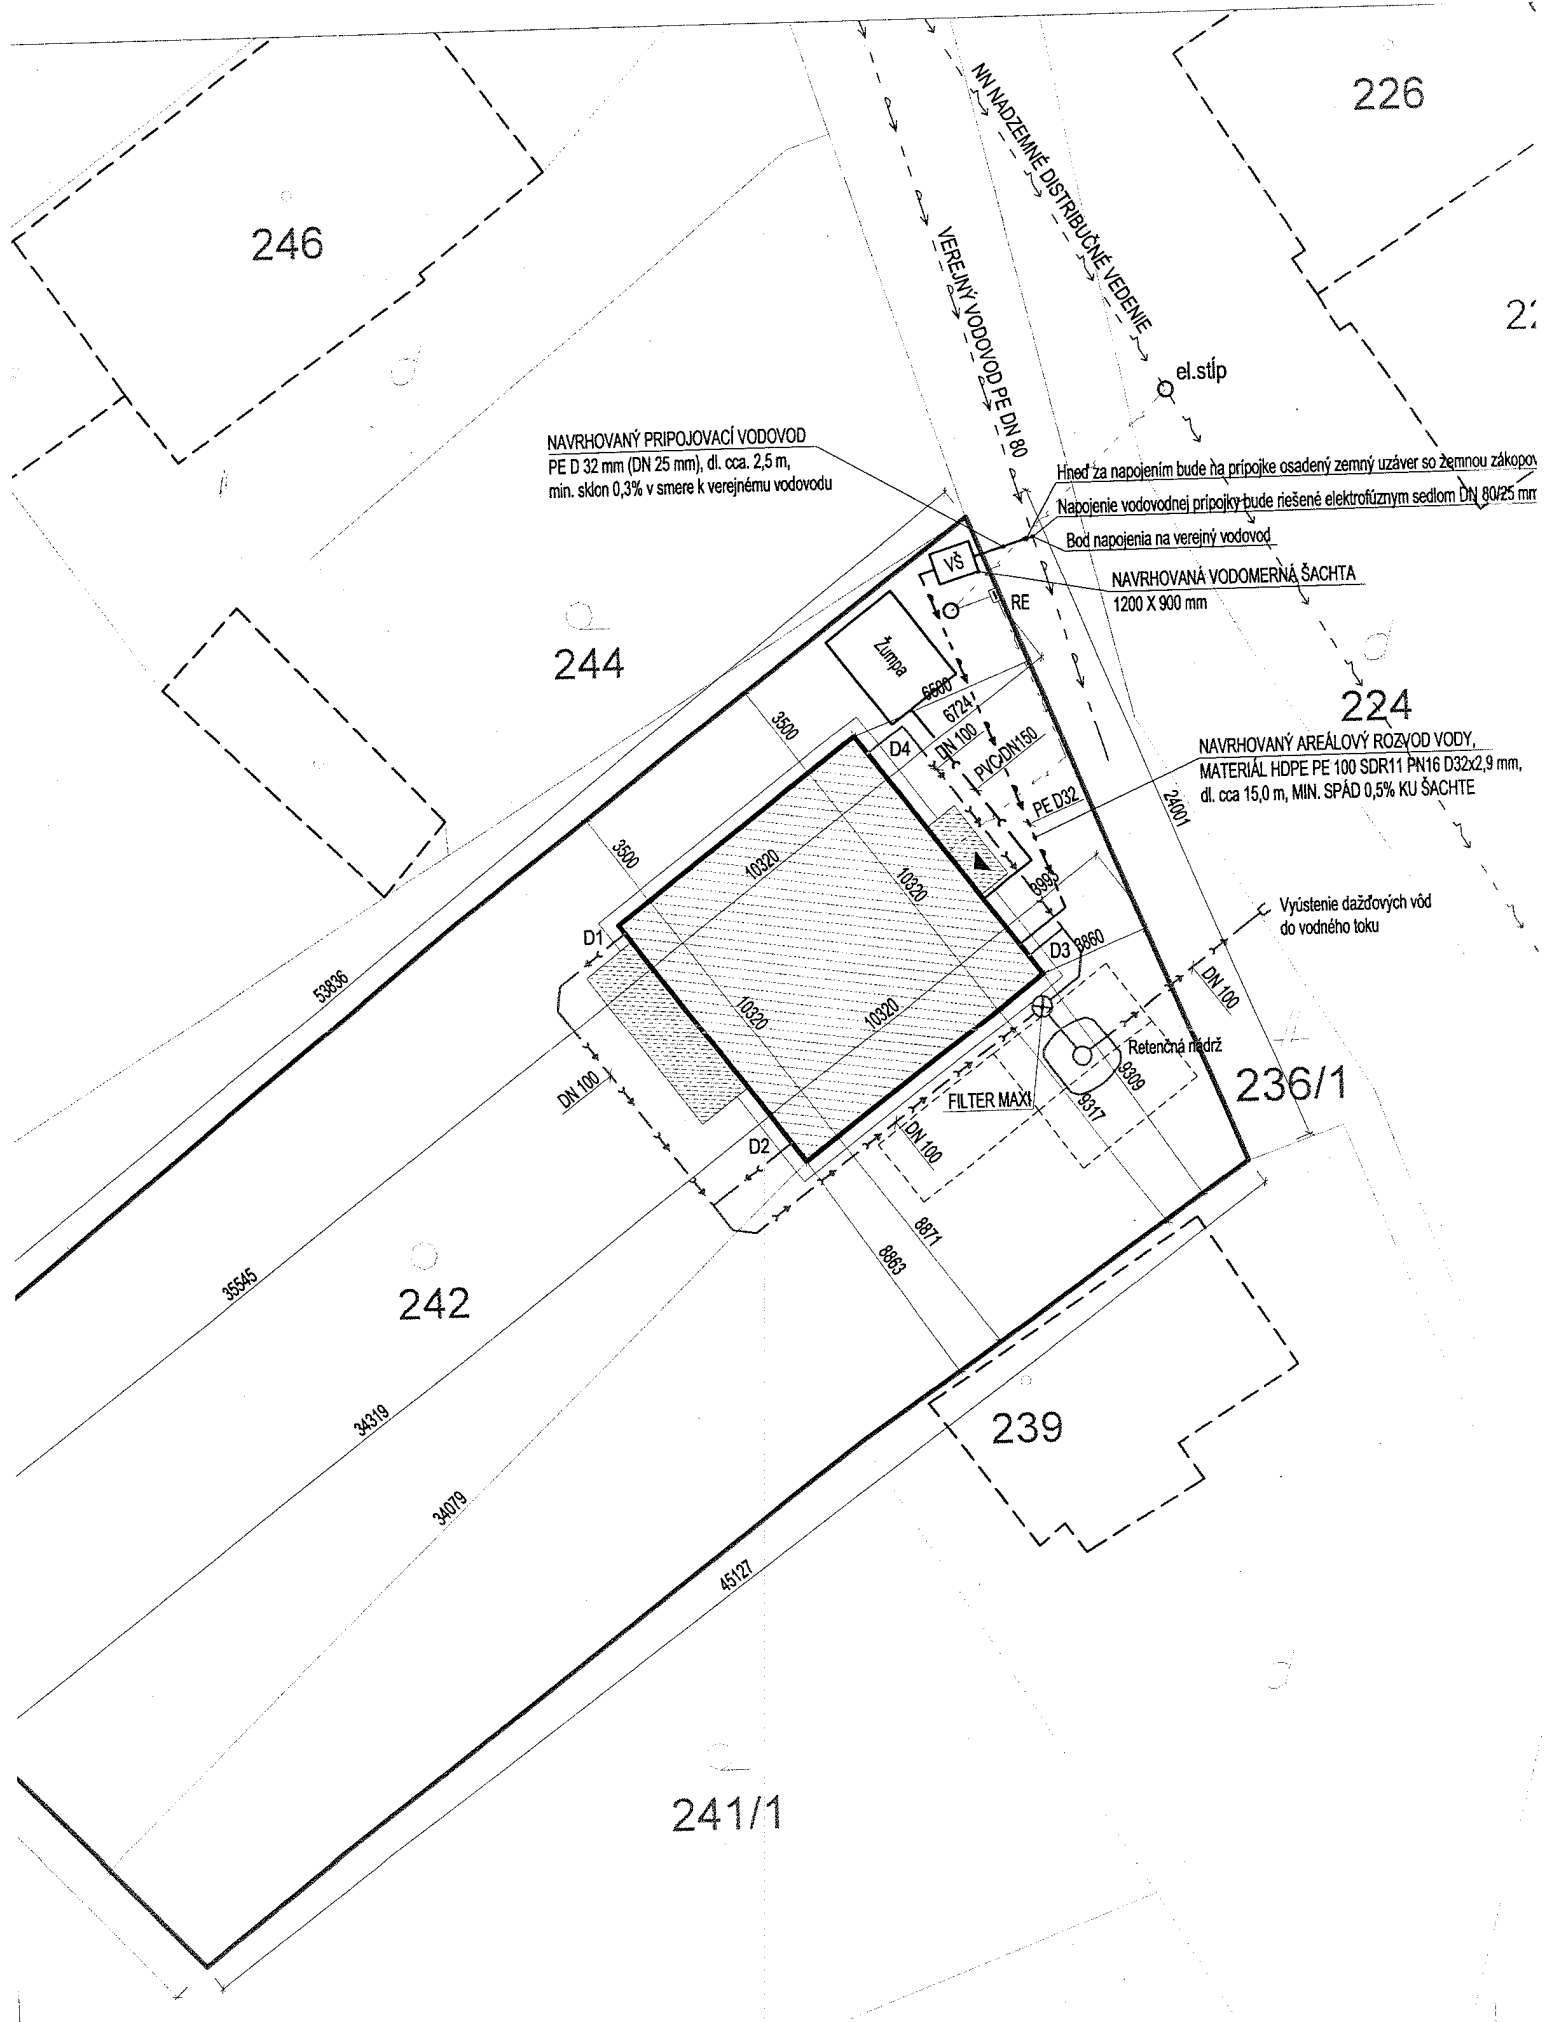 226
NN NADZEMNÉ DISTRIBUČNÉ VEDENIE
246
VEREJNÝ VODOVOD PE DN 80
el.stĺp
NAVRHOVANÝ PRIPOJOVACÍ VODOVOD
PE D 32 mm (DN 25 mm), dl. cca. 2,5 m,
min. sklon 0,3% v smere k verejnému vodovodu
Hneď za napojením bude na prípojke osadený zemný uzáver so zemnou
Napojenie vodovodnej prípojky bude riešené elektrofúznym sedlom DN 80/25 mm
Bod napojenia na verejný vodovod
VŠ
NAVRHOVANÁ VODOMERNÁ ŠACHTA
1200 X 900 mm
RE
Žumpa
244
6580
6724
224
3500
D4
DN 100
PVC DN150
NAVRHOVANÝ AREÁLOVÝ ROZVOD VODY,
MATERIÁL HDPE PE 100 SDR11 PN16 D32x2,9 mm,
dl. cca 15,0 m, MIN. SPÁD 0,5% KU ŠACHTE
PE D32
24001
3500
10320
10320
3993
Vyústenie dažďových vôd
do vodného toku
D1
D3
3860
53836
DN 100
10320
10320
Retenčná nádrž
DN 100
9309
236/1
FILTER MAXI
9317
DN 100
D2
8871
8863
35545
242
34319
239
34079
45127
241/1